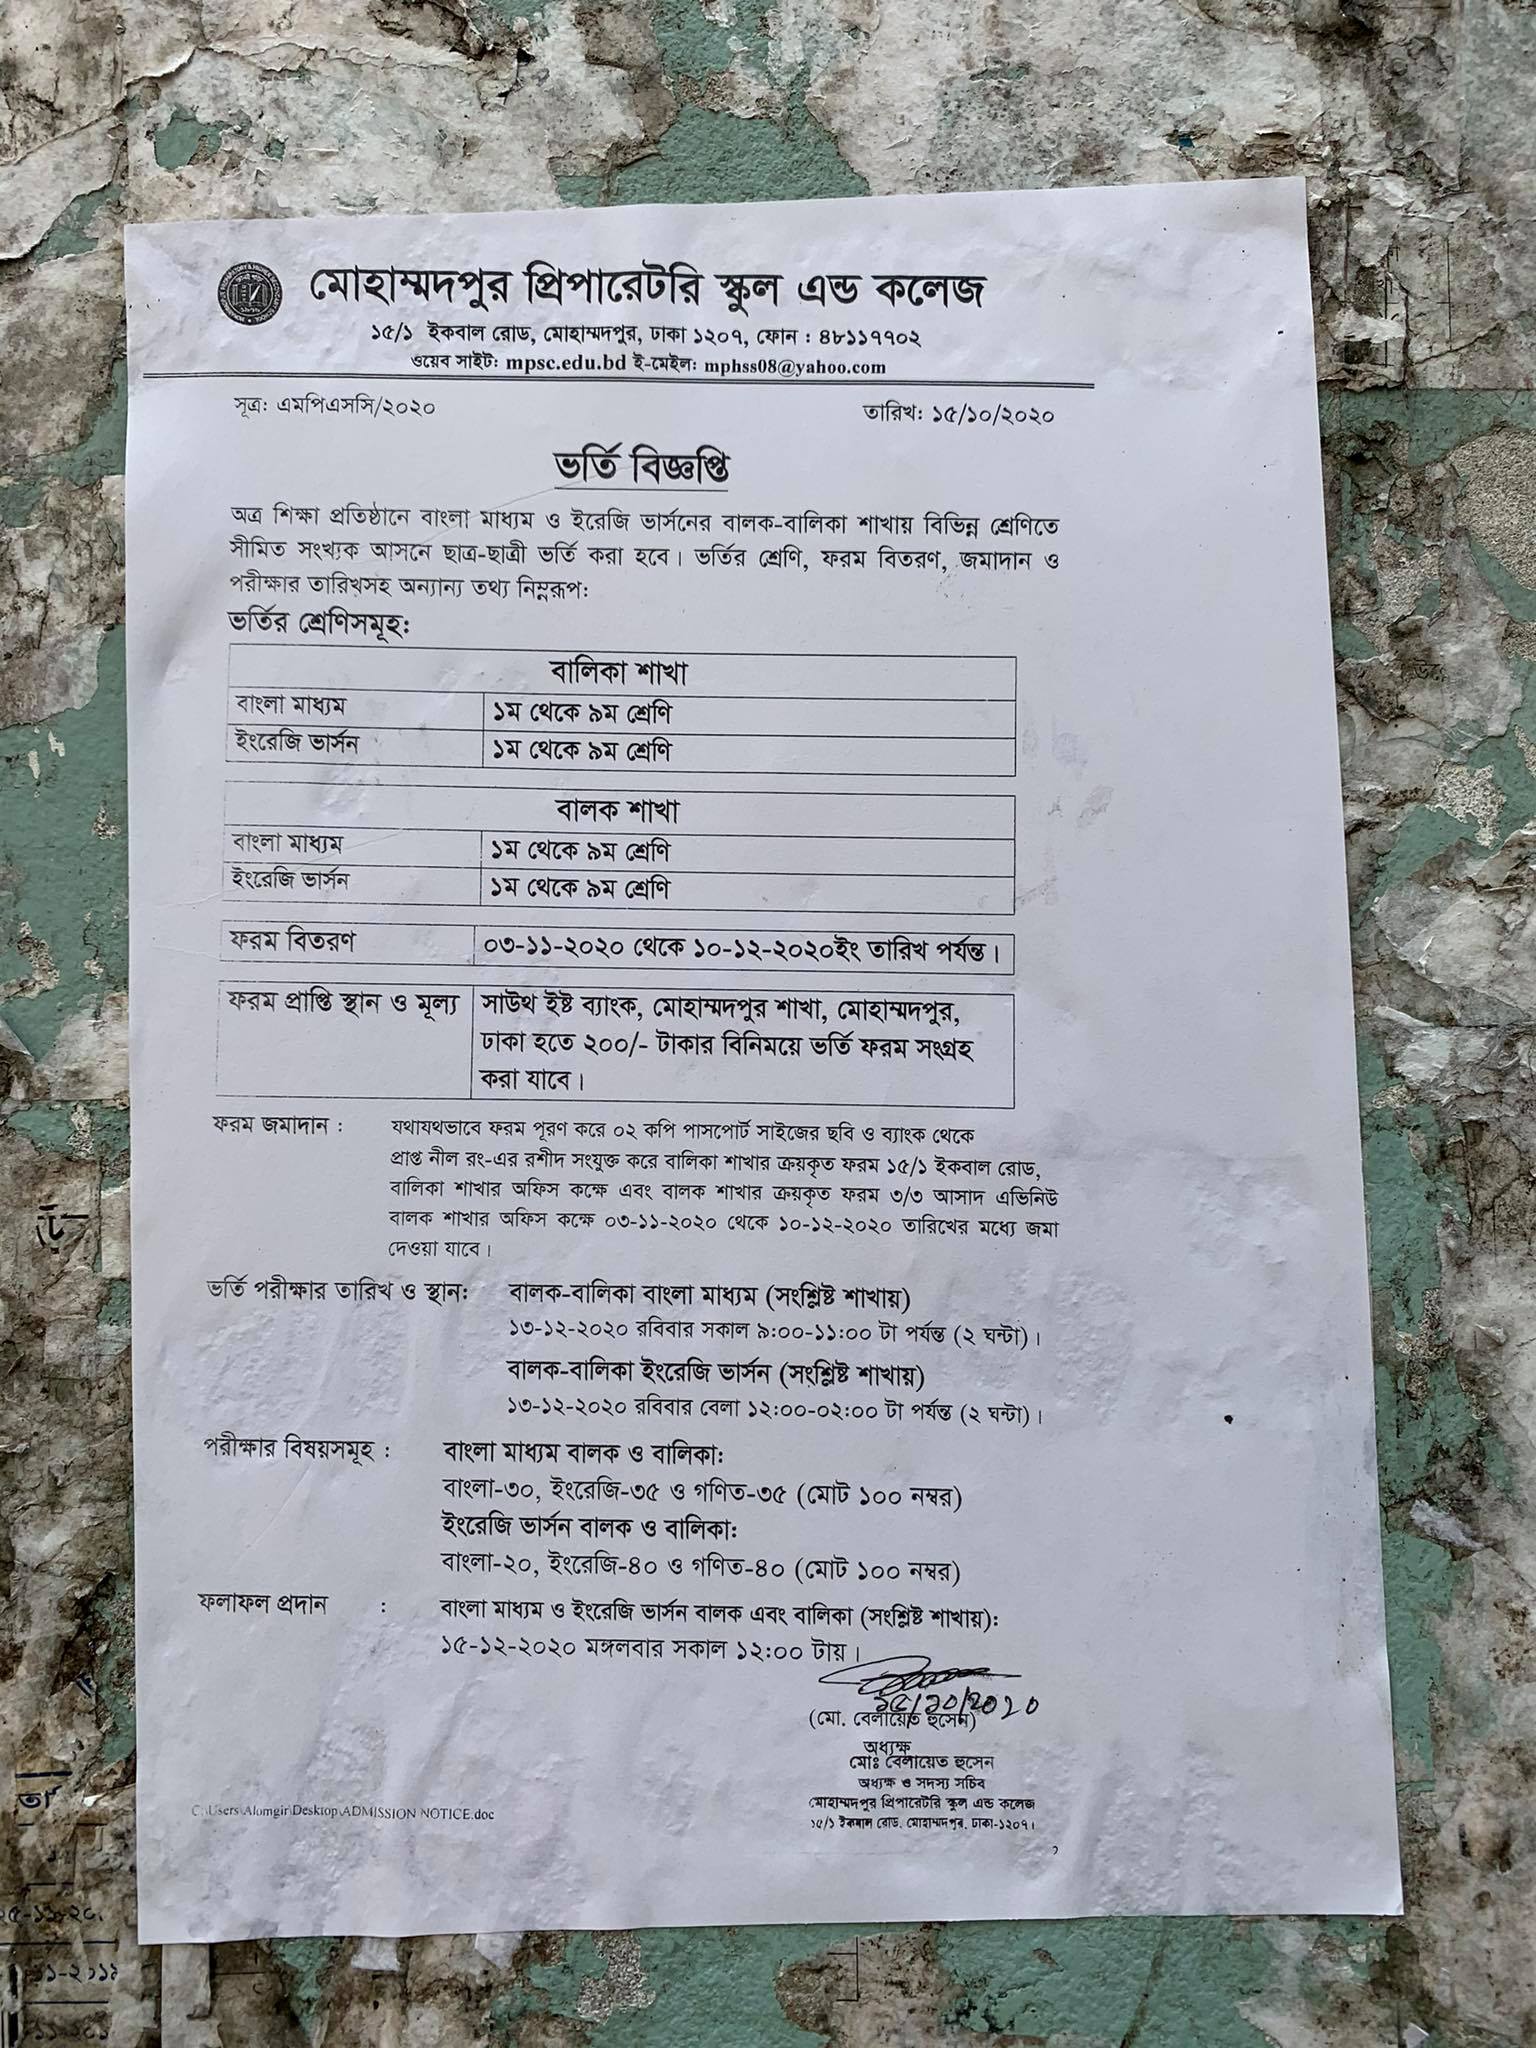 মোহাম্মদপুর প্রিপারেটরি স্কুল এন্ড কলেজ
১৫/১ ইকবাল রোড, মোহাম্মদপুর, ঢাকা ১২০৭, ফোন : ৪৮১১৭৭০২
ওয়েব সাইট: mpsc.edu.bd ই-মেইল: mphss08@yahoo.com
সূত্র: এমপিএসসি/২০২০ তারিখ: ১৫/১০/২০২০
ভর্তি বিজ্ঞপ্তি
অত্র শিক্ষা প্রতিষ্ঠানে বাংলা মাধ্যম ও ইরেজি ভার্সনের বালক-বালিকা শাখায় বিভিন্ন শ্রেণিতে
সীমিত সংখ্যক আসনে ছাত্র-ছাত্রী ভর্তি করা হবে। ভর্তির শ্রেণি, ফরম বিতরণ, জমাদান ও
পরীক্ষার তারিখসহ অন্যান্য তথ্য নিম্নরূপ:
ভর্তির শ্রেণিসমূহ:
বালিকা শাখা
বাংলা মাধ্যম ১ম থেকে ৯ম শ্রেণি
ইংরেজি ভার্সন ১ম থেকে ৯ম শ্রেণি
বালক শাখা
বাংলা মাধ্যম ১ম থেকে ৯ম শ্রেণি
ইংরেজি ভার্সন ১ম থেকে ৯ম শ্রেণি
ফরম বিতরণ ০৩-১১-২০২০ থেকে ১০-১২-২০২০ইং তারিখ পর্যন্ত।
ফরম প্রাপ্তি স্থান ও মূল্য সাউথ ইষ্ট ব্যাংক, মোহাম্মদপুর শাখা, মোহাম্মদপুর,
ঢাকা হতে ২০০/- টাকার বিনিময়ে ভর্তি ফরম সংগ্রহ
করা যাবে।
ফরম জমাদান : যথাযথভাবে ফরম পূরণ করে ০২ কপি পাসপোর্ট সাইজের ছবি ও ব্যাংক থেকে
প্রাপ্ত নীল রং-এর রশীদ সংযুক্ত করে বালিকা শাখার ক্রয়কৃত ফরম ১৫/১ ইকবাল রোড,
বালিকা শাখার অফিস কক্ষে এবং বালক শাখার ক্রয়কৃত ফরম ৩/৩ আসাদ এভিনিউ
বালক শাখার অফিস কক্ষে ০৩-১১-২০২০ থেকে ১০-১২-২০২০ তারিখের মধ্যে জমা
দেওয়া যাবে।
ভর্তি পরীক্ষার তারিখ ও স্থান: বালক-বালিকা বাংলা মাধ্যম (সংশ্লিষ্ট শাখায়)
১৩-১২-২০২০ রবিবার সকাল ৯:০০-১১:০০ টা পর্যন্ত (২ ঘন্টা)।
বালক-বালিকা ইংরেজি ভার্সন (সংশ্লিষ্ট শাখায়)
১৩-১২-২০২০ রবিবার বেলা ১২:০০-০২:০০ টা পর্যন্ত (২ ঘন্টা)।
পরীক্ষার বিষয়সমূহ : বাংলা মাধ্যম বালক ও বালিকা:
বাংলা-৩০, ইংরেজি-৩৫ ও গণিত-৩৫ (মোট ১০০ নম্বর)
ইংরেজি ভার্সন বালক ও বালিকা:
বাংলা-২০, ইংরেজি-৪০ ও গণিত-৪০ (মোট ১০০ নম্বর)
ফলাফল প্রদান : বাংলা মাধ্যম ও ইংরেজি ভার্সন বালক এবং বালিকা (সংশ্লিষ্ট শাখায়):
১৫-১২-২০২০ মঙ্গলবার সকাল ১২:০০ টায়।
১৫/১০/২০২০
(মো. বেলায়েত হুসেন)
অধ্যক্ষ
মোঃ বেলায়েত হুসেন
অধ্যক্ষ ও সদস্য সচিব
মোহাম্মদপুর প্রিপারেটরি স্কুল এন্ড কলেজ
১৫/১ ইকবাল রোড, মোহাম্মদপুর, ঢাকা-১২০৭।
C:\Users\Alomgir\Desktop\ADMISSION NOTICE.doc